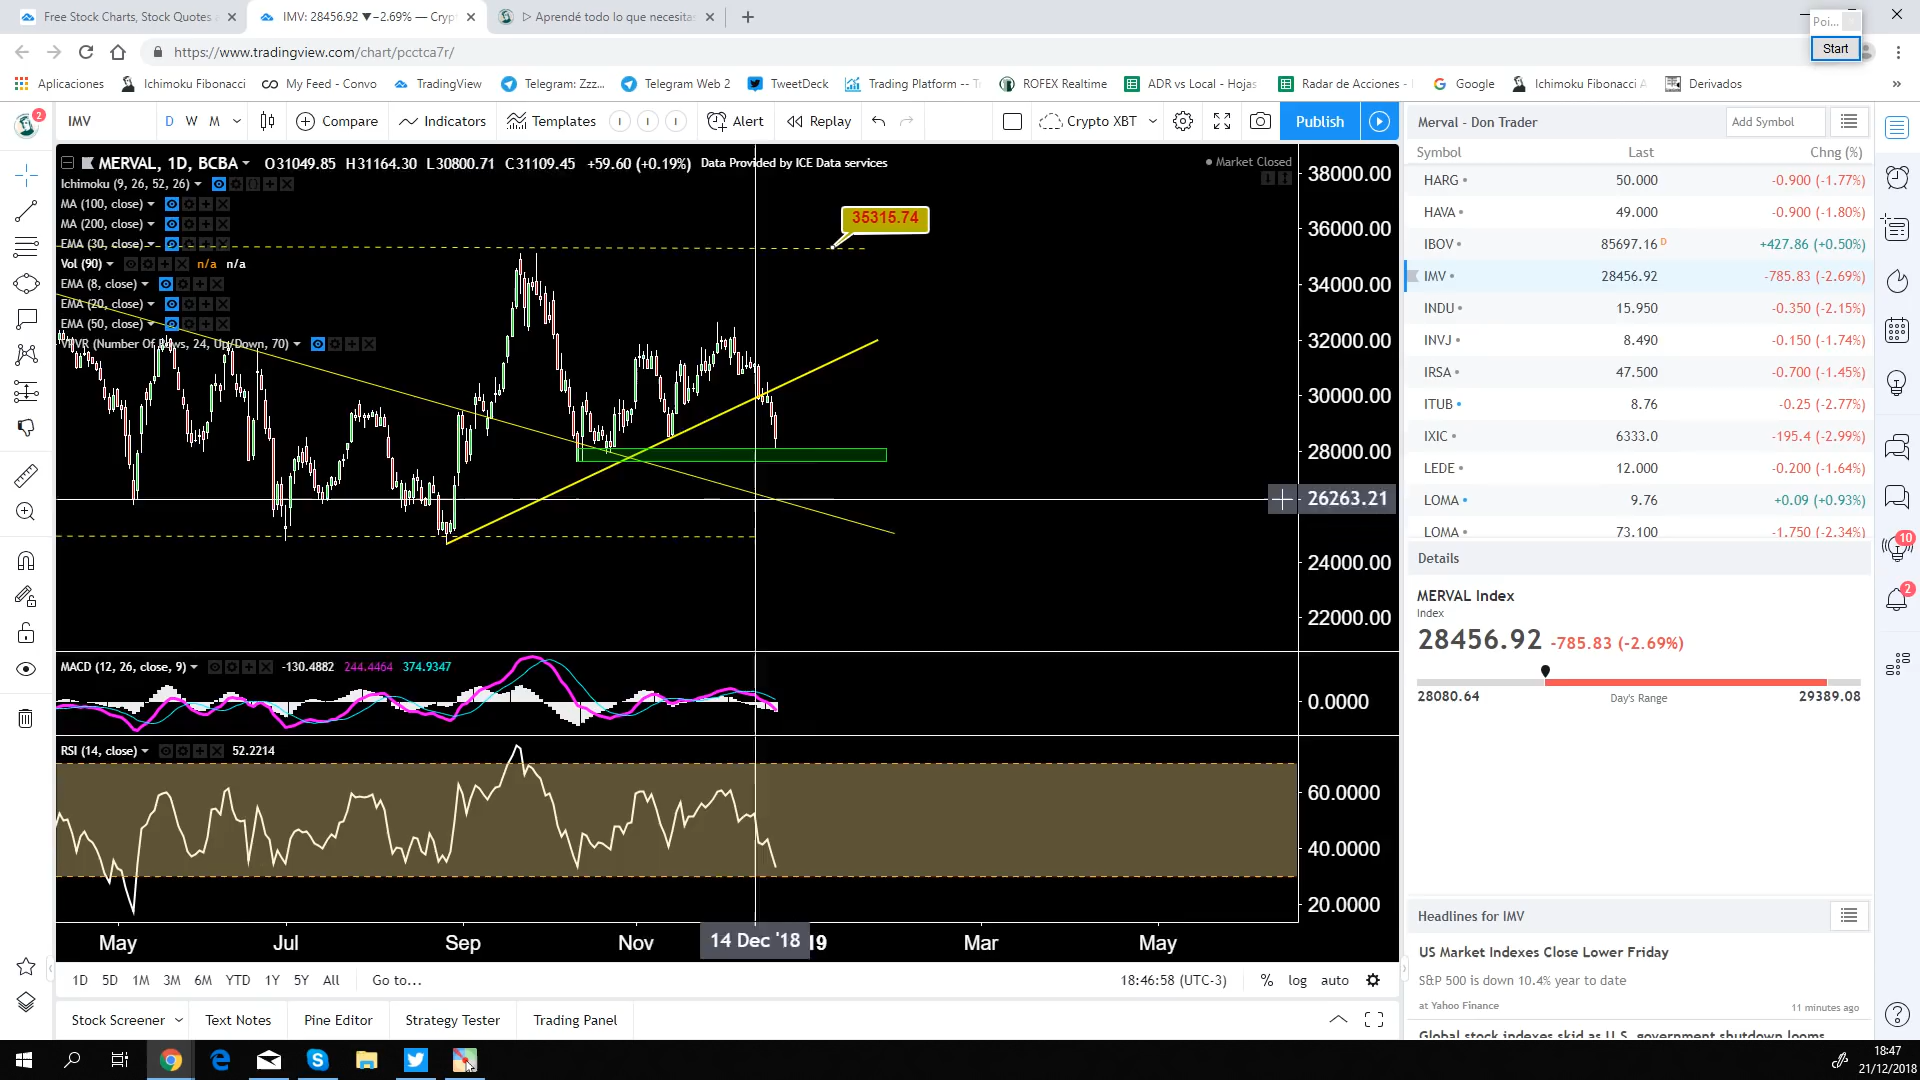 Free Stock Charts, Stock Quotes
IMV: 28456.92 ▼−2.69% — Cryp
▷ Aprendé todo lo que necesita
Poi...
Start
https://www.tradingview.com/chart/pcctca7r/
Aplicaciones
Ichimoku Fibonacci
My Feed - Convo
TradingView
Telegram: Zzz...
Telegram Web 2
TweetDeck
Trading Platform --
ROFEX Realtime
ADR vs Local - Hojas
Radar de Acciones -
Google
Ichimoku Fibonacci
Derivados
»
2
IMV
D W M
Compare
Indicators
Templates
Alert
Replay
Crypto XBT
Publish
MERVAL, 1D, BCBA O31049.85 H31164.30 L30800.71 C31109.45 +59.60 (+0.19%) Data Provided by ICE Data services
Market Closed
Ichimoku (9, 26, 52, 26)
MA (100, close)
MA (200, close)
EMA (30, close)
Vol (90) n/a n/a
EMA (8, close)
EMA (20, close)
EMA (50, close)
35315.74
38000.00
36000.00
34000.00
32000.00
30000.00
28000.00
26263.21
24000.00
22000.00
MACD (12, 26, close, 9) -130.4882 244.4464 374.9347
0.0000
RSI (14, close) 52.2214
60.0000
40.0000
20.0000
May Jul Sep Nov 14 Dec '18 19 Mar May
1D 5D 1M 3M 6M YTD 1Y 5Y All Go to...
18:46:58 (UTC-3) % log auto
Stock Screener Text Notes Pine Editor Strategy Tester Trading Panel
Merval - Don Trader
Add Symbol
Symbol Last Chng (%)
HARG 50.000 -0.900 (-1.77%)
HAVA 49.000 -0.900 (-1.80%)
IBOV 85697.16 D +427.86 (+0.50%)
IMV 28456.92 -785.83 (-2.69%)
INDU 15.950 -0.350 (-2.15%)
INVJ 8.490 -0.150 (-1.74%)
IRSA 47.500 -0.700 (-1.45%)
ITUB 8.76 -0.25 (-2.77%)
IXIC 6333.0 -195.4 (-2.99%)
LEDE 12.000 -0.200 (-1.64%)
LOMA 9.76 +0.09 (+0.93%)
LOMA 73.100 -1.750 (-2.34%)
Details
MERVAL Index
Index
28456.92 -785.83 (-2.69%)
28080.64 Day's Range 29389.08
Headlines for IMV
US Market Indexes Close Lower Friday
S&P 500 is down 10.4% year to date
at Yahoo Finance 11 minutes ago
Global stock indexes skid as U.S. government shutdown looms
10
2
18:47
21/12/2018